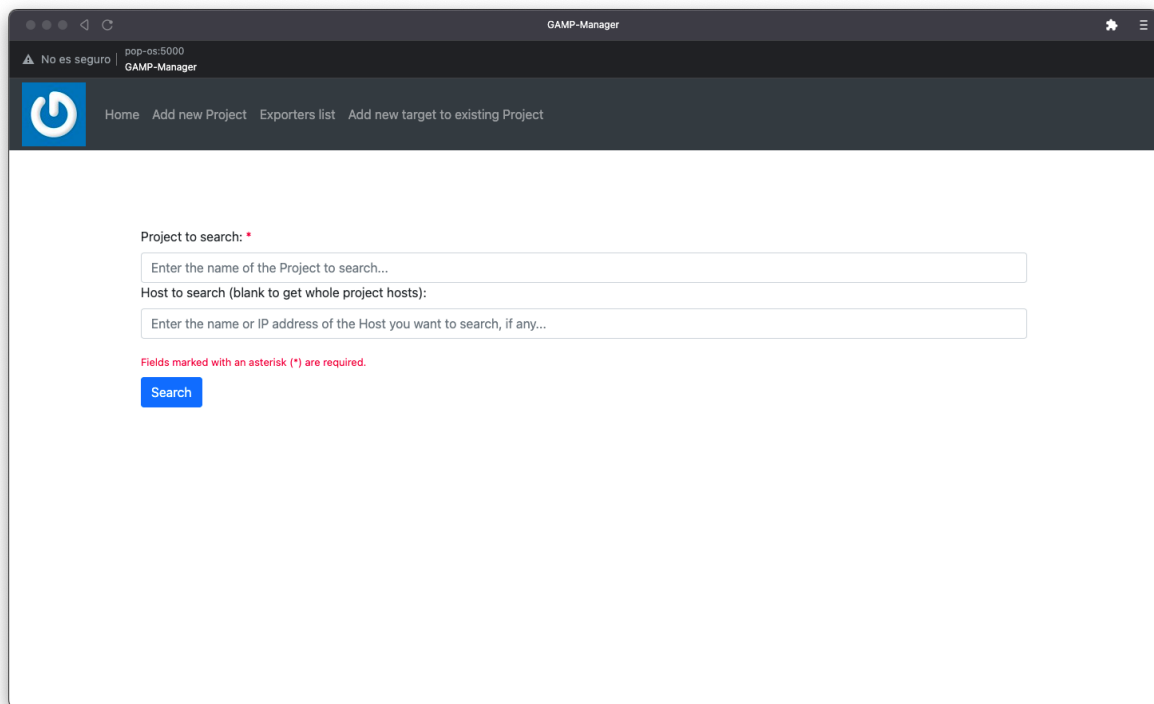 GAMP-Manager
No es seguro
pop-os:5000
GAMP-Manager
Home Add new Project Exporters list Add new target to existing Project
Project to search: *
Enter the name of the Project to search...
Host to search (blank to get whole project hosts):
Enter the name or IP address of the Host you want to search, if any...
Fields marked with an asterisk (*) are required.
Search